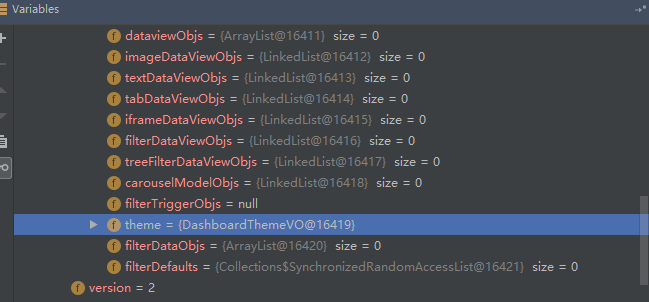 Variables
f dataviewObjs = {ArrayList@16411} size = 0
f imageDataViewObjs = {LinkedList@16412} size = 0
f textDataViewObjs = {LinkedList@16413} size = 0
f tabDataViewObjs = {LinkedList@16414} size = 0
f iframeDataViewObjs = {LinkedList@16415} size = 0
f filterDataViewObjs = {LinkedList@16416} size = 0
f treeFilterDataViewObjs = {LinkedList@16417} size = 0
f carouselModelObjs = {LinkedList@16418} size = 0
f filterTriggerObjs = null
f theme = {DashboardThemeVO@16419}
f filterDataObjs = {ArrayList@16420} size = 0
f filterDefaults = {Collections$SynchronizedRandomAccessList@16421} size = 0
f version = 2